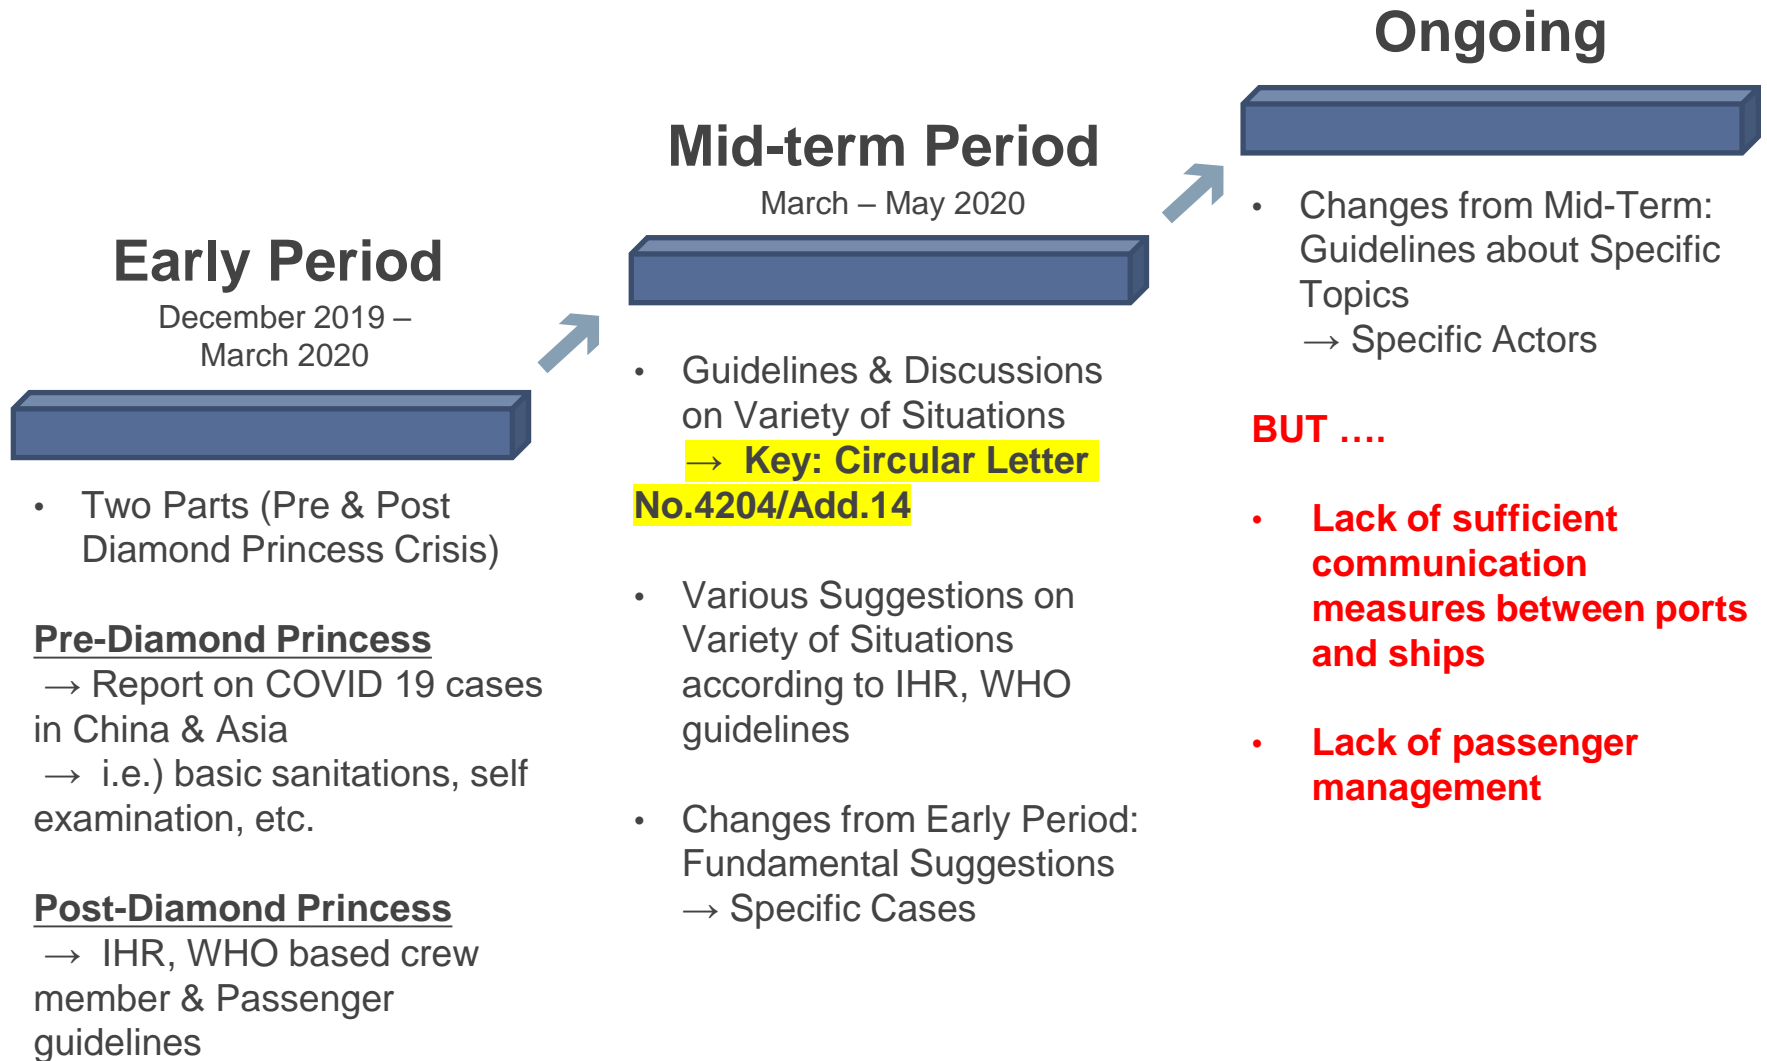 Early Period
December 2019 –
March 2020
• Two Parts (Pre & Post
Diamond Princess Crisis)
Pre-Diamond Princess
→ Report on COVID 19 cases
in China & Asia
→ i.e.) basic sanitations, self
examination, etc.
Post-Diamond Princess
→ IHR, WHO based crew
member & Passenger
guidelines
Mid-term Period
March – May 2020
• Guidelines & Discussions
on Variety of Situations
→ Key: Circular Letter
No.4204/Add.14
• Various Suggestions on
Variety of Situations
according to IHR, WHO
guidelines
• Changes from Early Period:
Fundamental Suggestions
→ Specific Cases
Ongoing
• Changes from Mid-Term:
Guidelines about Specific
Topics
→ Specific Actors
BUT ....
• Lack of sufficient
communication
measures between ports
and ships
• Lack of passenger
management